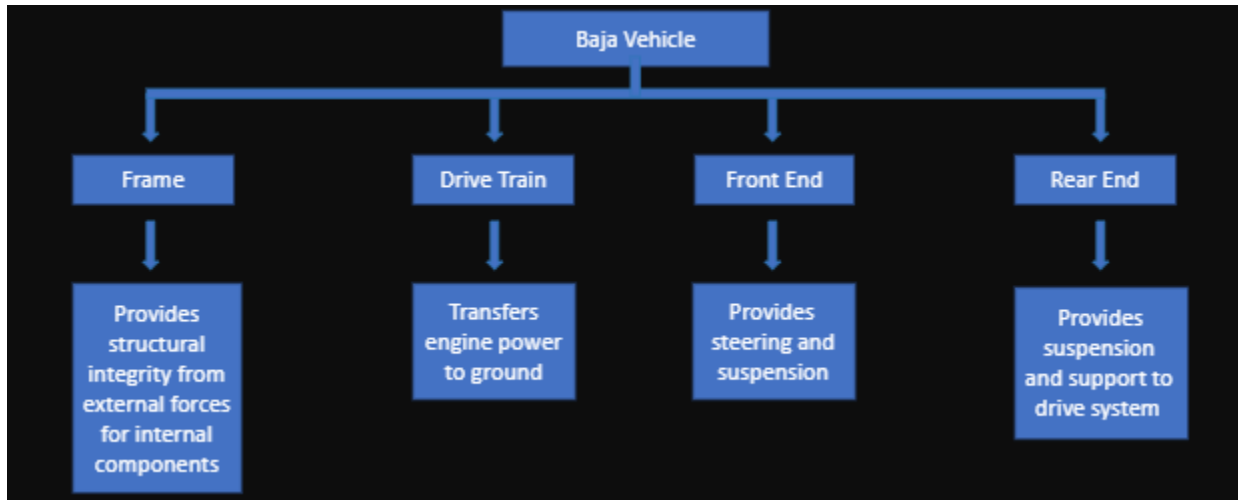 Baja Vehicle
Frame
Drive Train
Front End
Rear End
Provides
structural
integrity from
external forces
for internal
components
Transfers
engine power
to ground
Provides
steering and
suspension
Provides
suspension
and support to
drive system